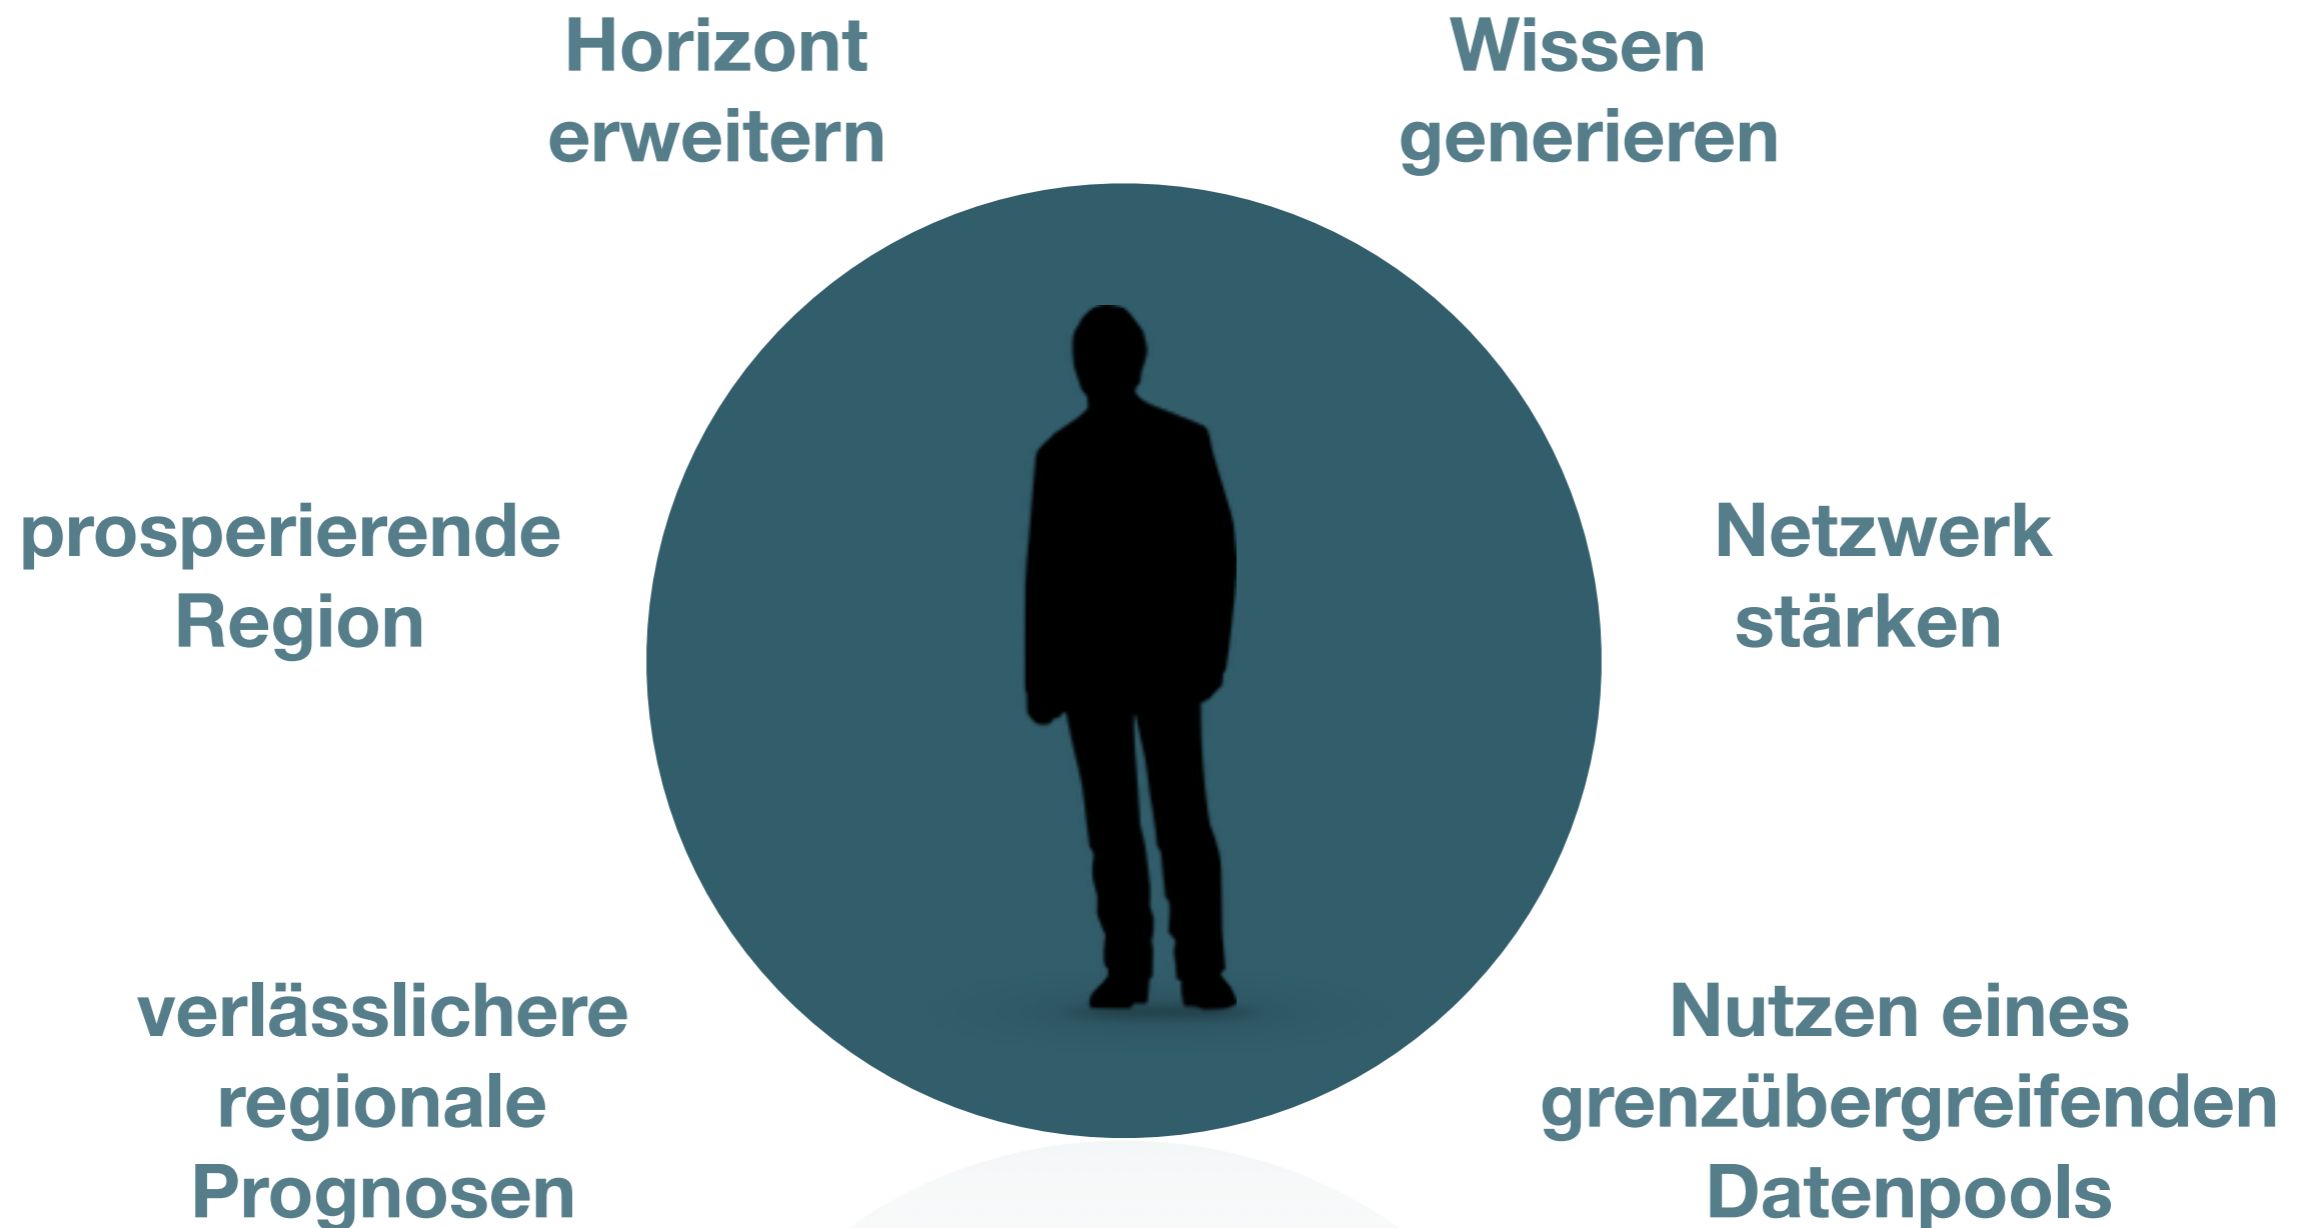 Horizont
erweitern
Wissen
generieren
prosperierende
Region
Netzwerk
stärken
verlässlichere
regionale
Prognosen
Nutzen eines
grenzübergreifenden
Datenpools